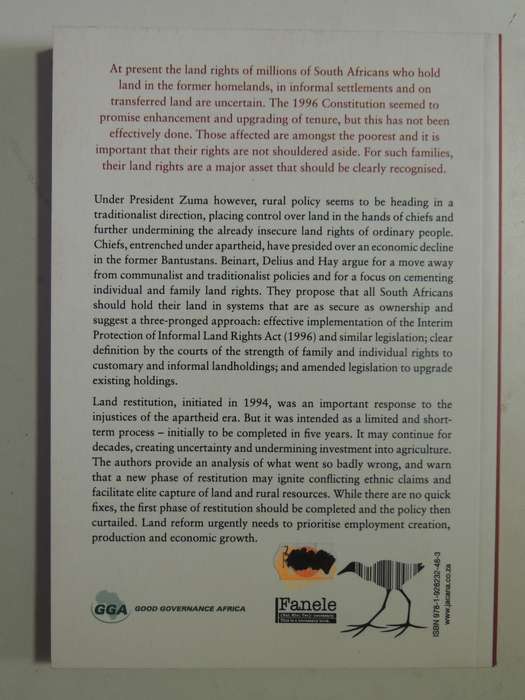 At present the land rights of millions of South Africans who hold
land in the former homelands, in informal settlements and on
transferred land are uncertain. The 1996 Constitution seemed to
promise enhancement and upgrading of tenure, but this has not been
effectively done. Those affected are amongst the poorest and it is
important that their rights are not shouldered aside. For such families,
their land rights are a major asset that should be clearly recognised.
Under President Zuma however, rural policy seems to be heading in a
traditionalist direction, placing control over land in the hands of chiefs and
further undermining the already insecure land rights of ordinary people.
Chiefs, entrenched under apartheid, have presided over an economic decline
in the former Bantustans. Beinart, Delius and Hay argue for a move away
from communalist and traditionalist policies and for a focus on cementing
individual and family land rights. They propose that all South Africans
should hold their land in systems that are as secure as ownership and
suggest a three-pronged approach: effective implementation of the Interim
Protection of Informal Land Rights Act (1996) and similar legislation; clear
definition by the courts of the strength of family and individual rights to
customary and informal landholdings; and amended legislation to upgrade
existing holdings.
Land restitution, initiated in 1994, was an important response to the
injustices of the apartheid era. But it was intended as a limited and short-
term process – initially to be completed in five years. It may continue for
decades, creating uncertainty and undermining investment into agriculture.
The authors provide an analysis of what went so badly wrong, and warn
that a new phase of restitution may ignite conflicting ethnic claims and
facilitate elite capture of land and rural resources. While there are no quick
fixes, the first phase of restitution should be completed and the policy then
curtailed. Land reform urgently needs to prioritise employment creation,
production and economic growth.
GGA GOOD GOVERNANCE AFRICA
Fanele
This is a necessary book.
ISBN 978-1-928232-48-3
www.jacana.co.za